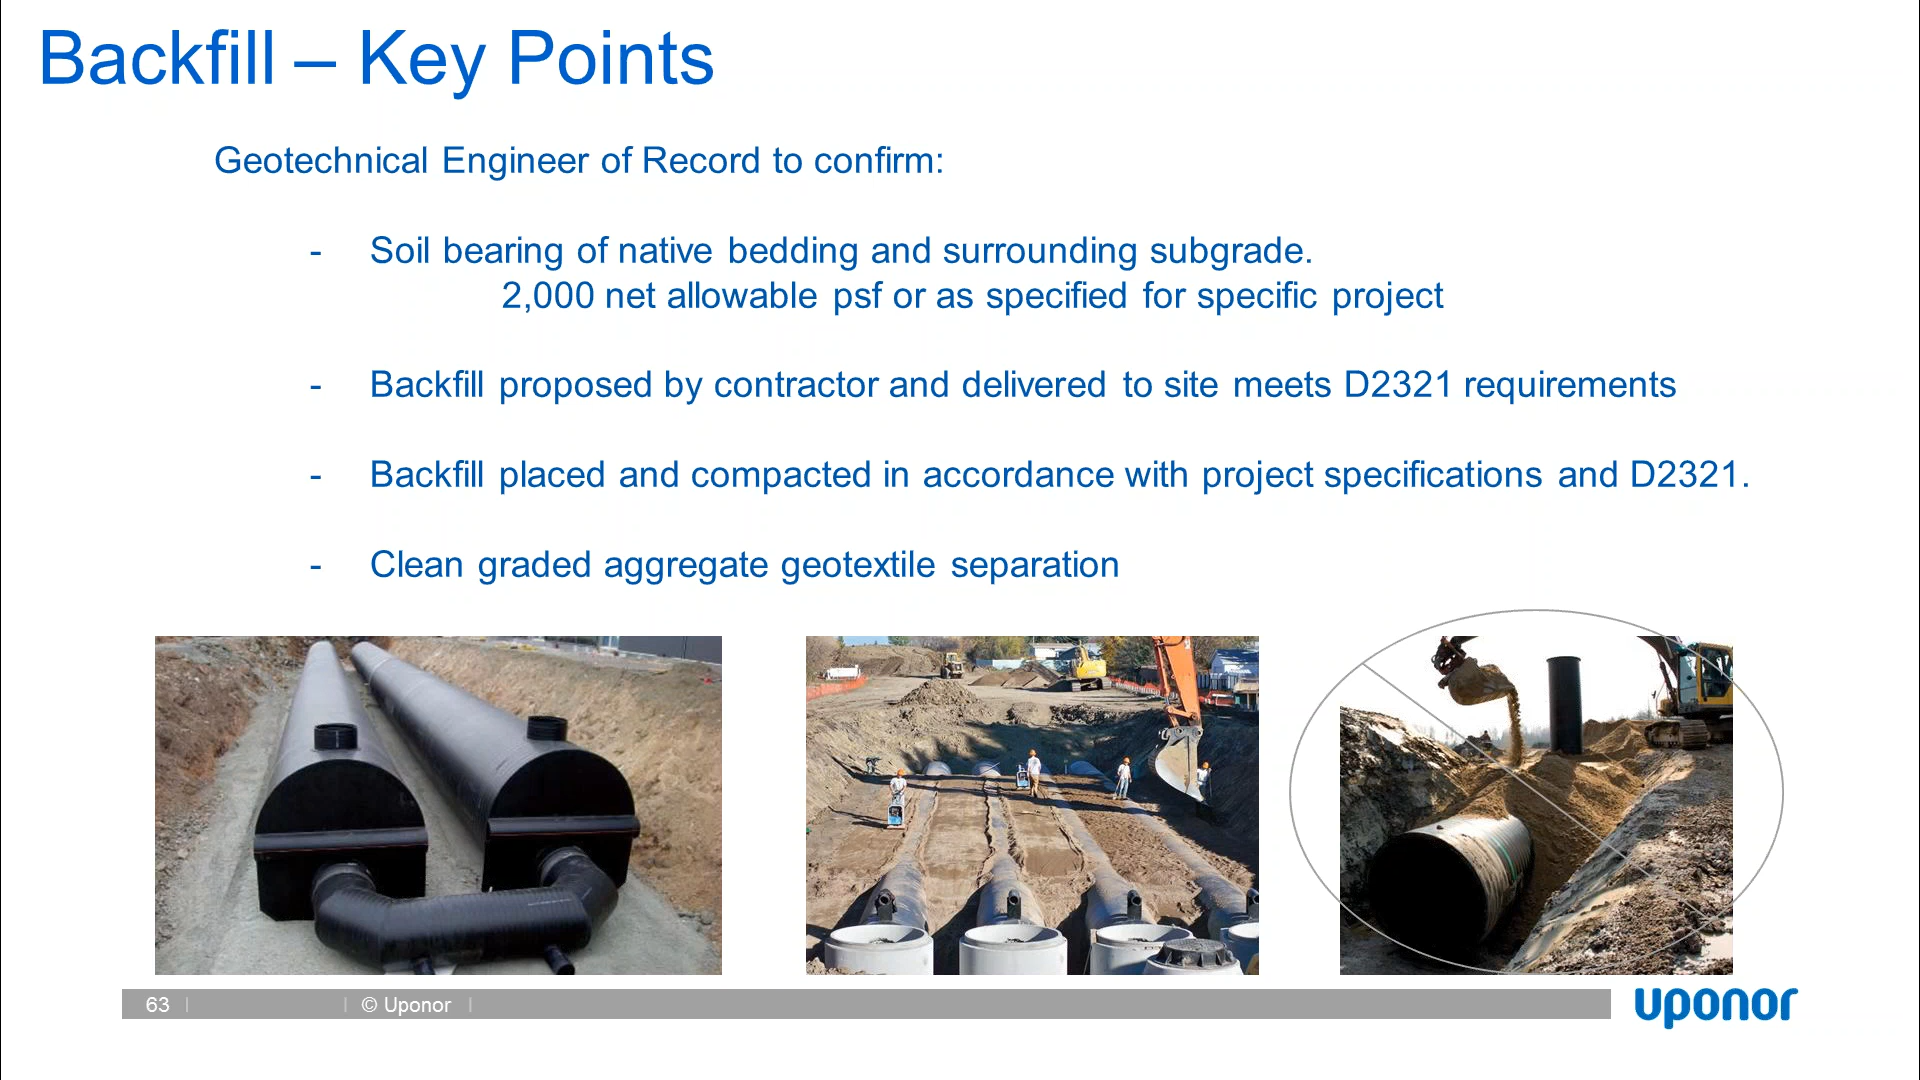 Backfill – Key Points
Geotechnical Engineer of Record to confirm:
- Soil bearing of native bedding and surrounding subgrade.
2,000 net allowable psf or as specified for specific project
- Backfill proposed by contractor and delivered to site meets D2321 requirements
- Backfill placed and compacted in accordance with project specifications and D2321.
- Clean graded aggregate geotextile separation
63 | | © Uponor |
uponor